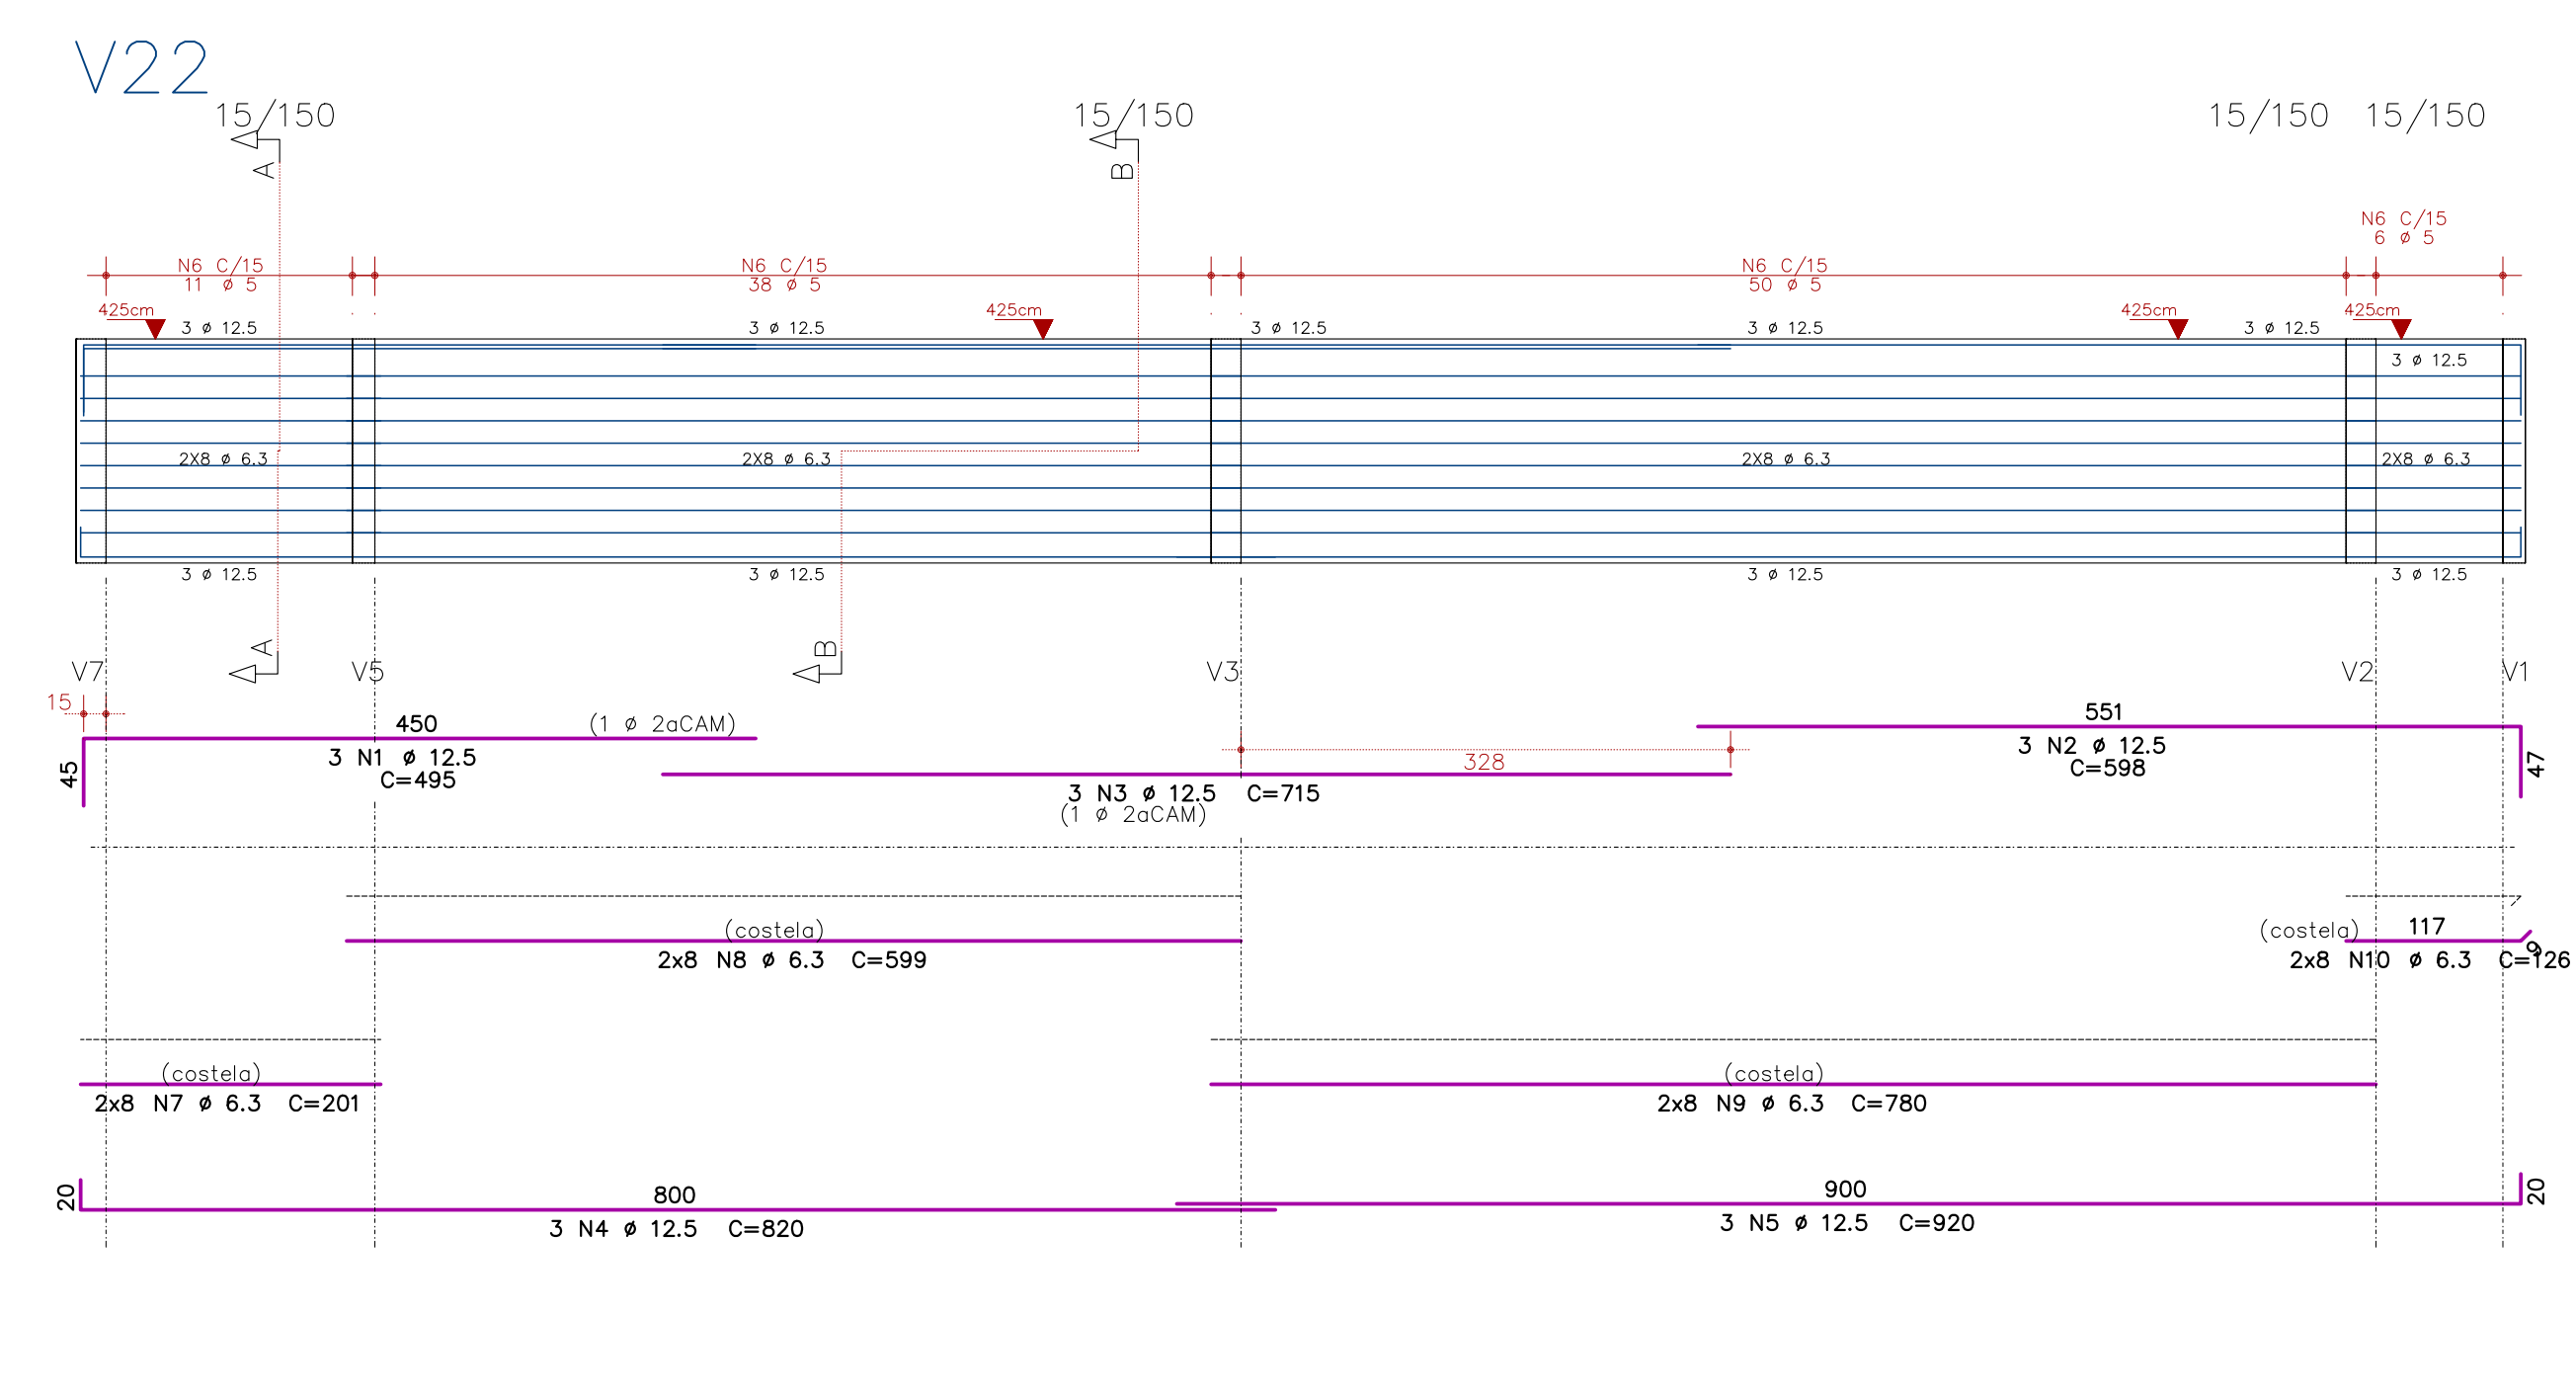 V22
15/150 15/150 15/150 15/150
A B
N6 C/15
6 ø 5
N6 C/15 N6 C/15 N6 C/15
11 ø 5 38 ø 5 50 ø 5
425cm 425cm 425cm 425cm
3 ø 12.5 3 ø 12.5 3 ø 12.5 3 ø 12.5 3 ø 12.5
3 ø 12.5
2X8 ø 6.3 2X8 ø 6.3 2X8 ø 6.3 2X8 ø 6.3
3 ø 12.5 3 ø 12.5 3 ø 12.5 3 ø 12.5
A B
V7 V5 V3 V2 V1
15
450 (1 ø 2aCAM) 551
3 N1 ø 12.5 3 N2 ø 12.5
C=495 328 C=598
45 47
3 N3 ø 12.5 C=715
(1 ø 2aCAM)
(costela) (costela) 117
9
2x8 N8 ø 6.3 C=599 2x8 N10 ø 6.3 C=126
(costela) (costela)
2x8 N7 ø 6.3 C=201 2x8 N9 ø 6.3 C=780
20 800 900 20
3 N4 ø 12.5 C=820 3 N5 ø 12.5 C=920